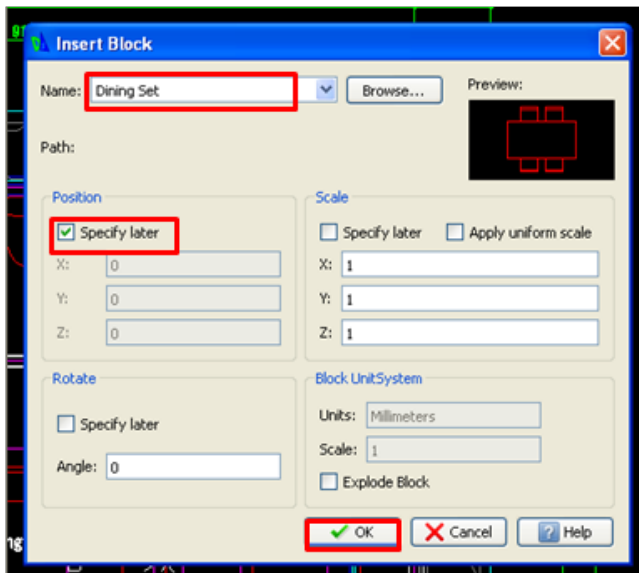 Insert Block
Name: Dining Set Browse... Preview:
Path:
Position
Specify later
X: 0
Y: 0
Z: 0
Scale
Specify later Apply uniform scale
X: 1
Y: 1
Z: 1
Rotate
Specify later
Angle: 0
Block UnitSystem
Units: Millimeters
Scale: 1
Explode Block
OK Cancel Help